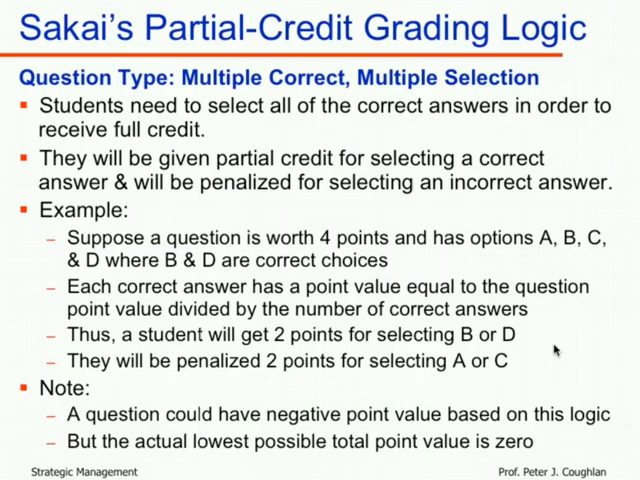 Sakai's Partial-Credit Grading Logic
Question Type: Multiple Correct, Multiple Selection
▪ Students need to select all of the correct answers in order to
receive full credit.
▪ They will be given partial credit for selecting a correct
answer & will be penalized for selecting an incorrect answer.
▪ Example:
– Suppose a question is worth 4 points and has options A, B, C,
& D where B & D are correct choices
– Each correct answer has a point value equal to the question
point value divided by the number of correct answers
– Thus, a student will get 2 points for selecting B or D
– They will be penalized 2 points for selecting A or C
▪ Note:
– A question could have negative point value based on this logic
– But the actual lowest possible total point value is zero
Strategic Management
Prof. Peter J. Coughlan